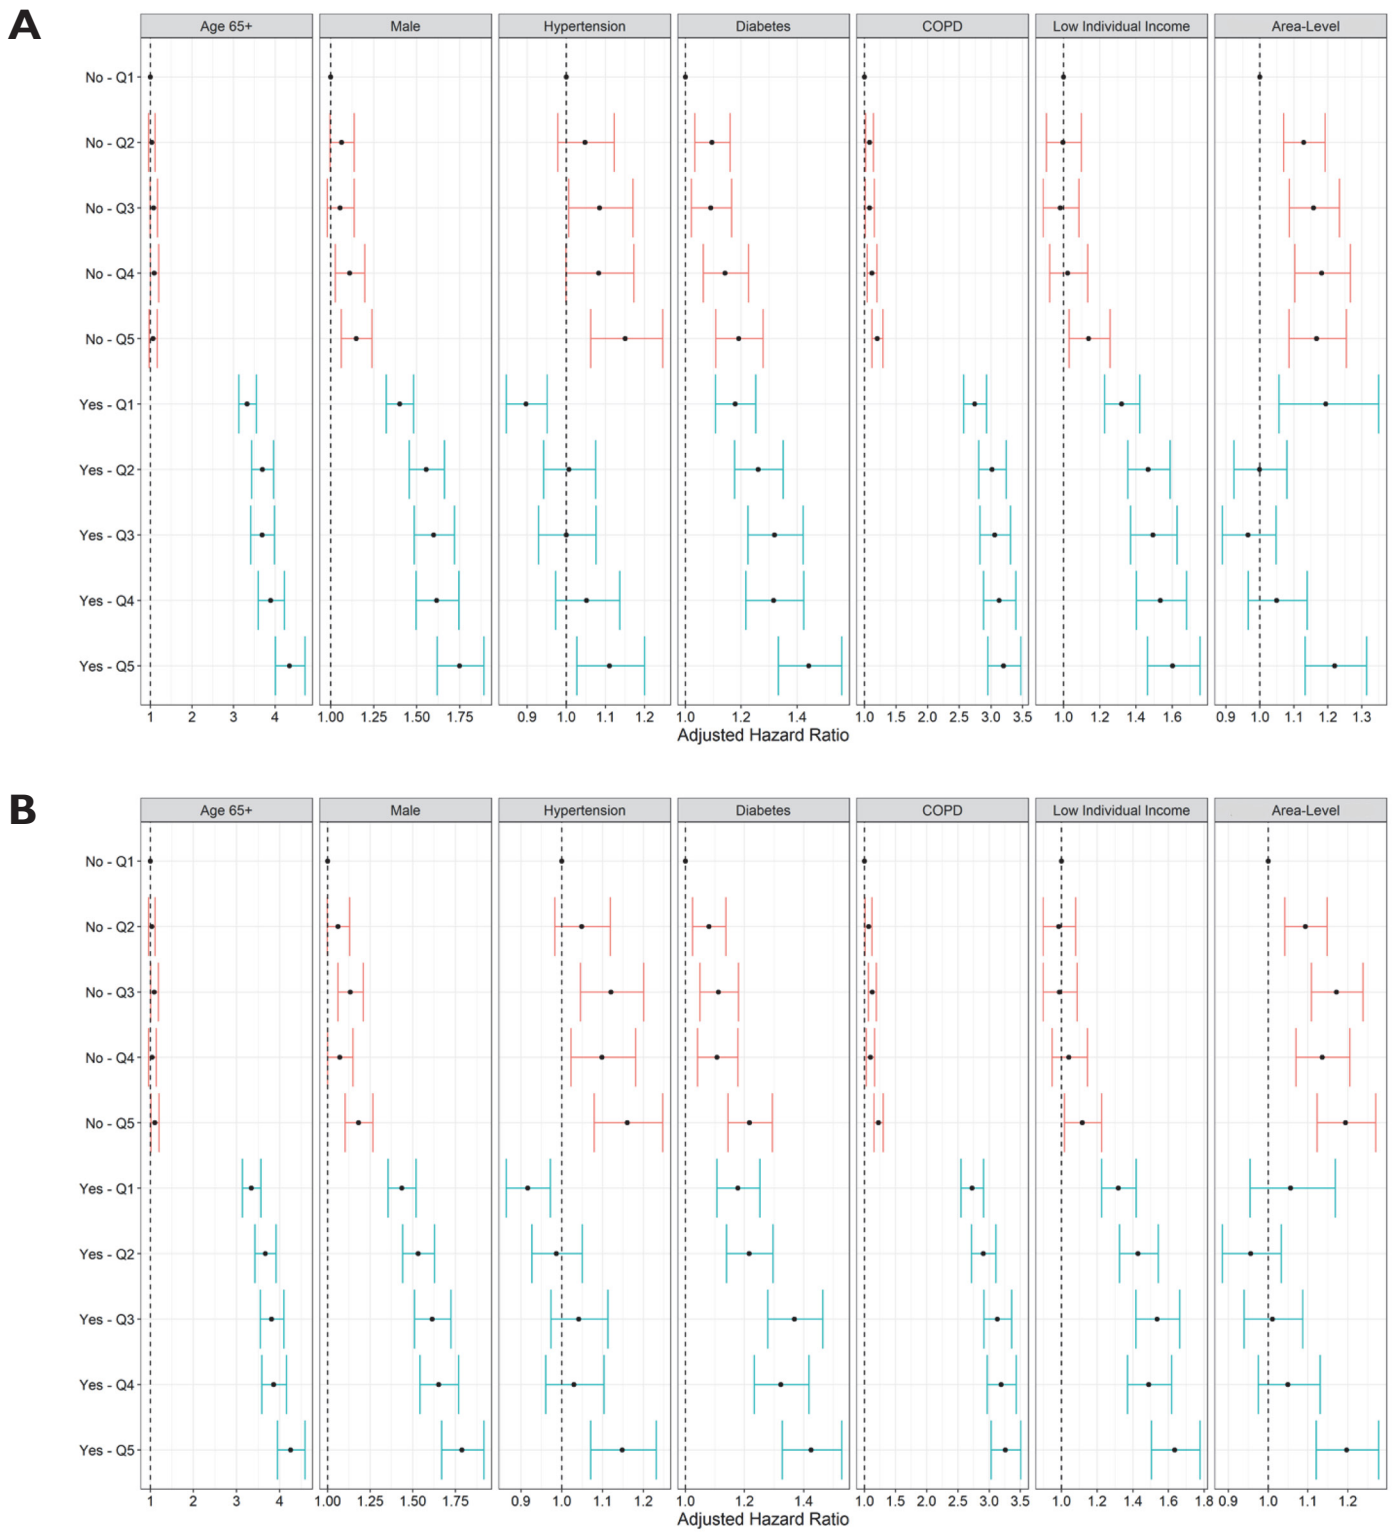 A
Age 65+ Male Hypertension Diabetes COPD Low Individual Income Area-Level
No - Q1
No - Q2
No - Q3
No - Q4
No - Q5
Yes - Q1
Yes - Q2
Yes - Q3
Yes - Q4
Yes - Q5
1 2 3 4 1.00 1.25 1.50 1.75 0.9 1.0 1.1 1.2 1.0 1.2 1.4 1.0 1.5 2.0 2.5 3.0 3.5 1.0 1.2 1.4 1.6 0.9 1.0 1.1 1.2 1.3
Adjusted Hazard Ratio
B
Age 65+ Male Hypertension Diabetes COPD Low Individual Income Area-Level
No - Q1
No - Q2
No - Q3
No - Q4
No - Q5
Yes - Q1
Yes - Q2
Yes - Q3
Yes - Q4
Yes - Q5
1 2 3 4 1.00 1.25 1.50 1.75 0.9 1.0 1.1 1.2 1.0 1.2 1.4 1.0 1.5 2.0 2.5 3.0 3.5 1.0 1.2 1.4 1.6 1.8 0.9 1.0 1.1 1.2
Adjusted Hazard Ratio